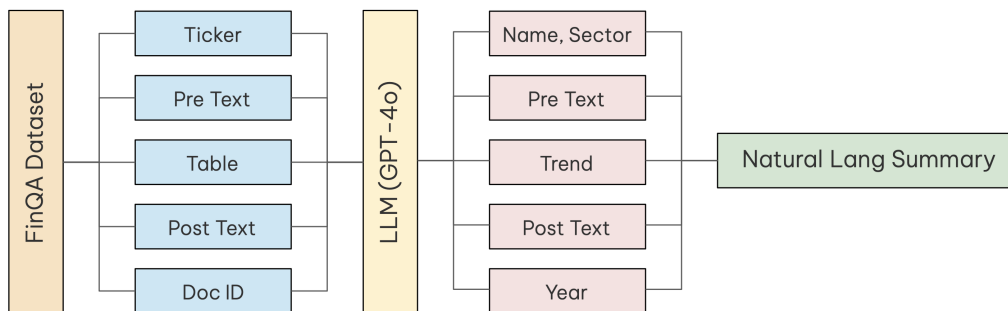 FinQA Dataset
Ticker
Pre Text
Table
Post Text
Doc ID
LLM (GPT-4o)
Name, Sector
Pre Text
Trend
Post Text
Year
Natural Lang Summary